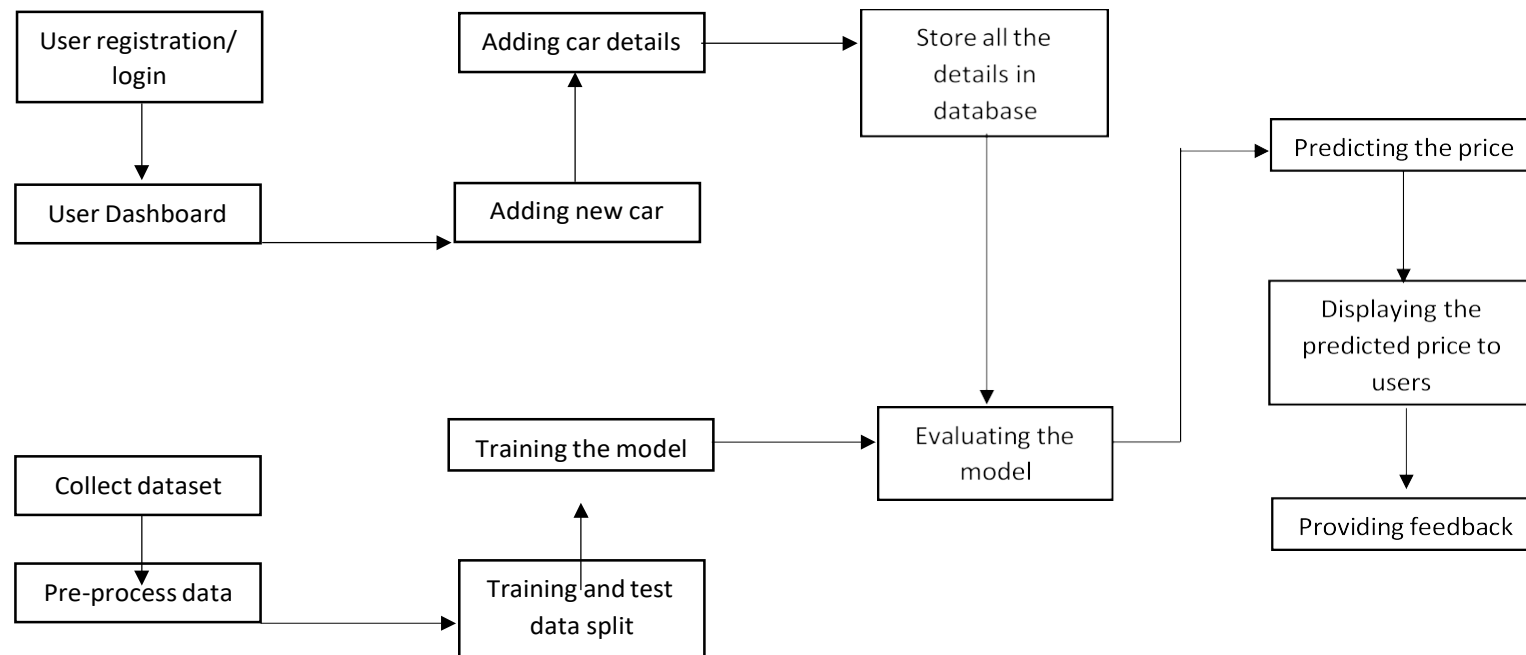 User registration/
login
User Dashboard
Adding new car
Adding car details
Store all the
details in
database
Collect dataset
Pre-process data
Training and test
data split
Training the model
Evaluating the
model
Predicting the price
Displaying the
predicted price to
users
Providing feedback